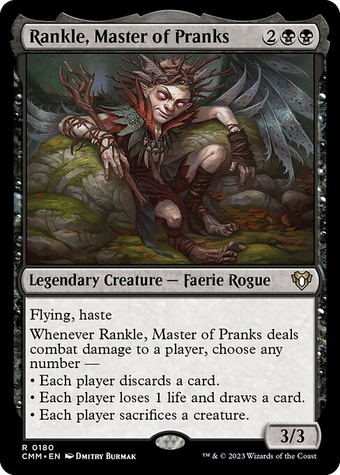 Rankle, Master of Pranks 2
Legendary Creature — Faerie Rogue
Flying, haste
Whenever Rankle, Master of Pranks deals
combat damage to a player, choose any
number —
• Each player discards a card.
• Each player loses 1 life and draws a card.
• Each player sacrifices a creature.
3/3
R 0180
CMM • EN Dmitry Burmak
™ & © 2023 Wizards of the Coast